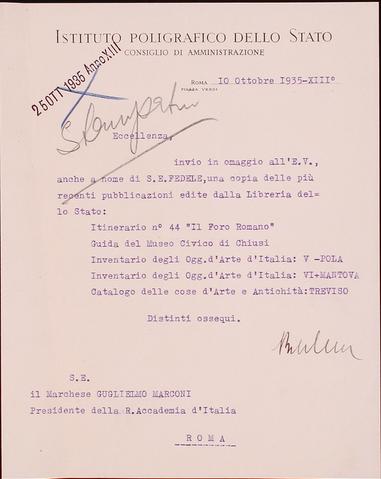 ISTITUTO POLIGRAFICO DELLO STATO
CONSIGLIO DI AMMINISTRAZIONE
25 OTT 1935 Anno XIII
ROMA 10 Ottobre 1935-XIII°
PIAZZA VERDI
Eccellenza,
invio in omaggio all'E.V.,
anche a nome di S.E.FEDELE,una copia delle più
recenti pubblicazioni edite dalla Libreria del=
lo Stato:
Itinerario n° 44 "Il Foro Romano"
Guida del Museo Civico di Chiusi
Inventario degli Ogg.d'Arte d'Italia: V -POLA
Inventario degli Ogg.d'Arte d'Italia: VI+MANTOVA
Catalogo delle cose d'Arte e Antichità:TREVISO
Distinti ossequi.
S.E.
il Marchese GUGLIELMO MARCONI
Presidente della R.Accademia d'Italia
ROMA